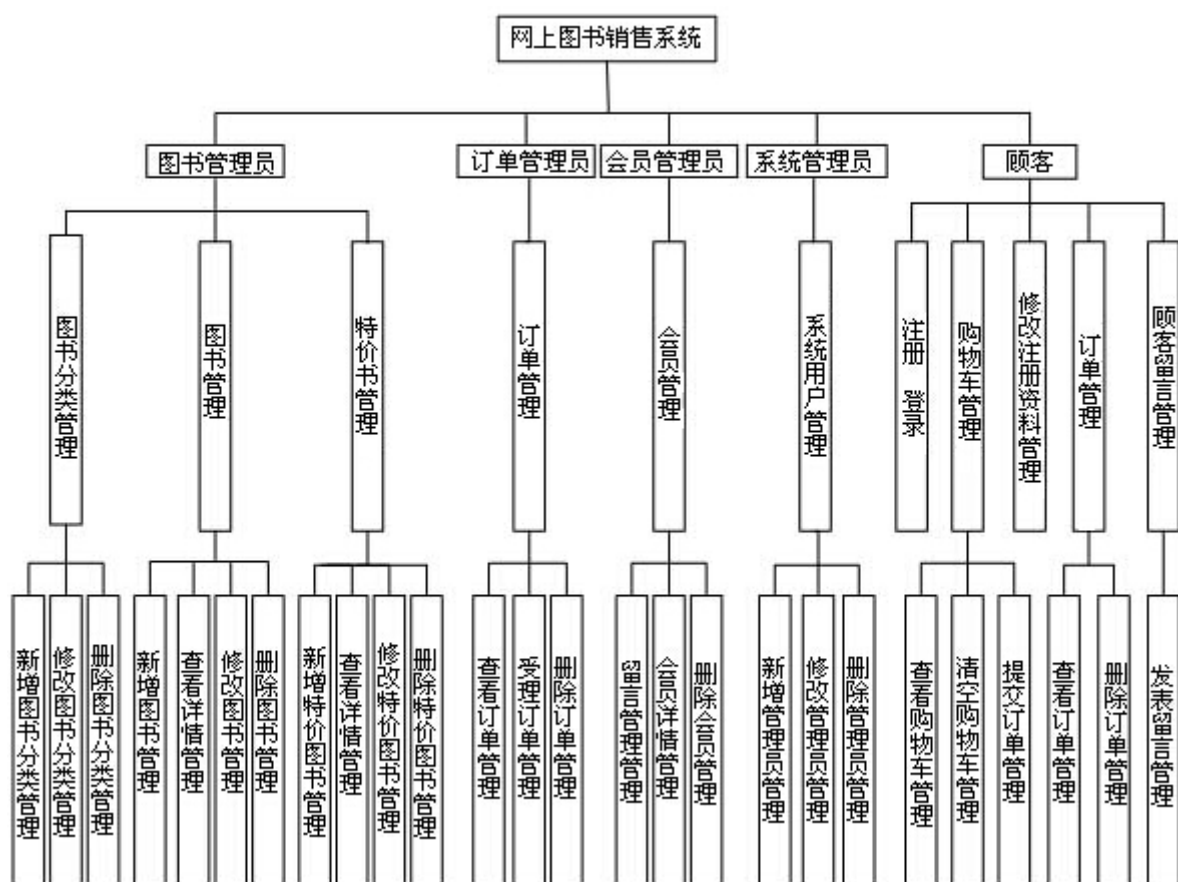 网上图书销售系统
图书管理员
订单管理员
会员管理员
系统管理员
顾客
图书分类管理
图书管理
特价书管理
订单管理
会员管理
系统用户管理
注册 登录
购物车管理
修改注册资料管理
订单管理
顾客留言管理
新增图书分类管理
修改图书分类管理
删除图书分类管理
新增图书管理
查看详情管理
修改图书管理
删除图书管理
新增特价图书管理
查看详情管理
修改特价图书管理
删除特价图书管理
查看订单管理
受理订单管理
删除订单管理
留言管理管理
会员详情管理
删除会员管理
新增管理员管理
修改管理员管理
删除管理员管理
查看购物车管理
清空购物车管理
提交订单管理
查看订单管理
删除订单管理
发表留言管理